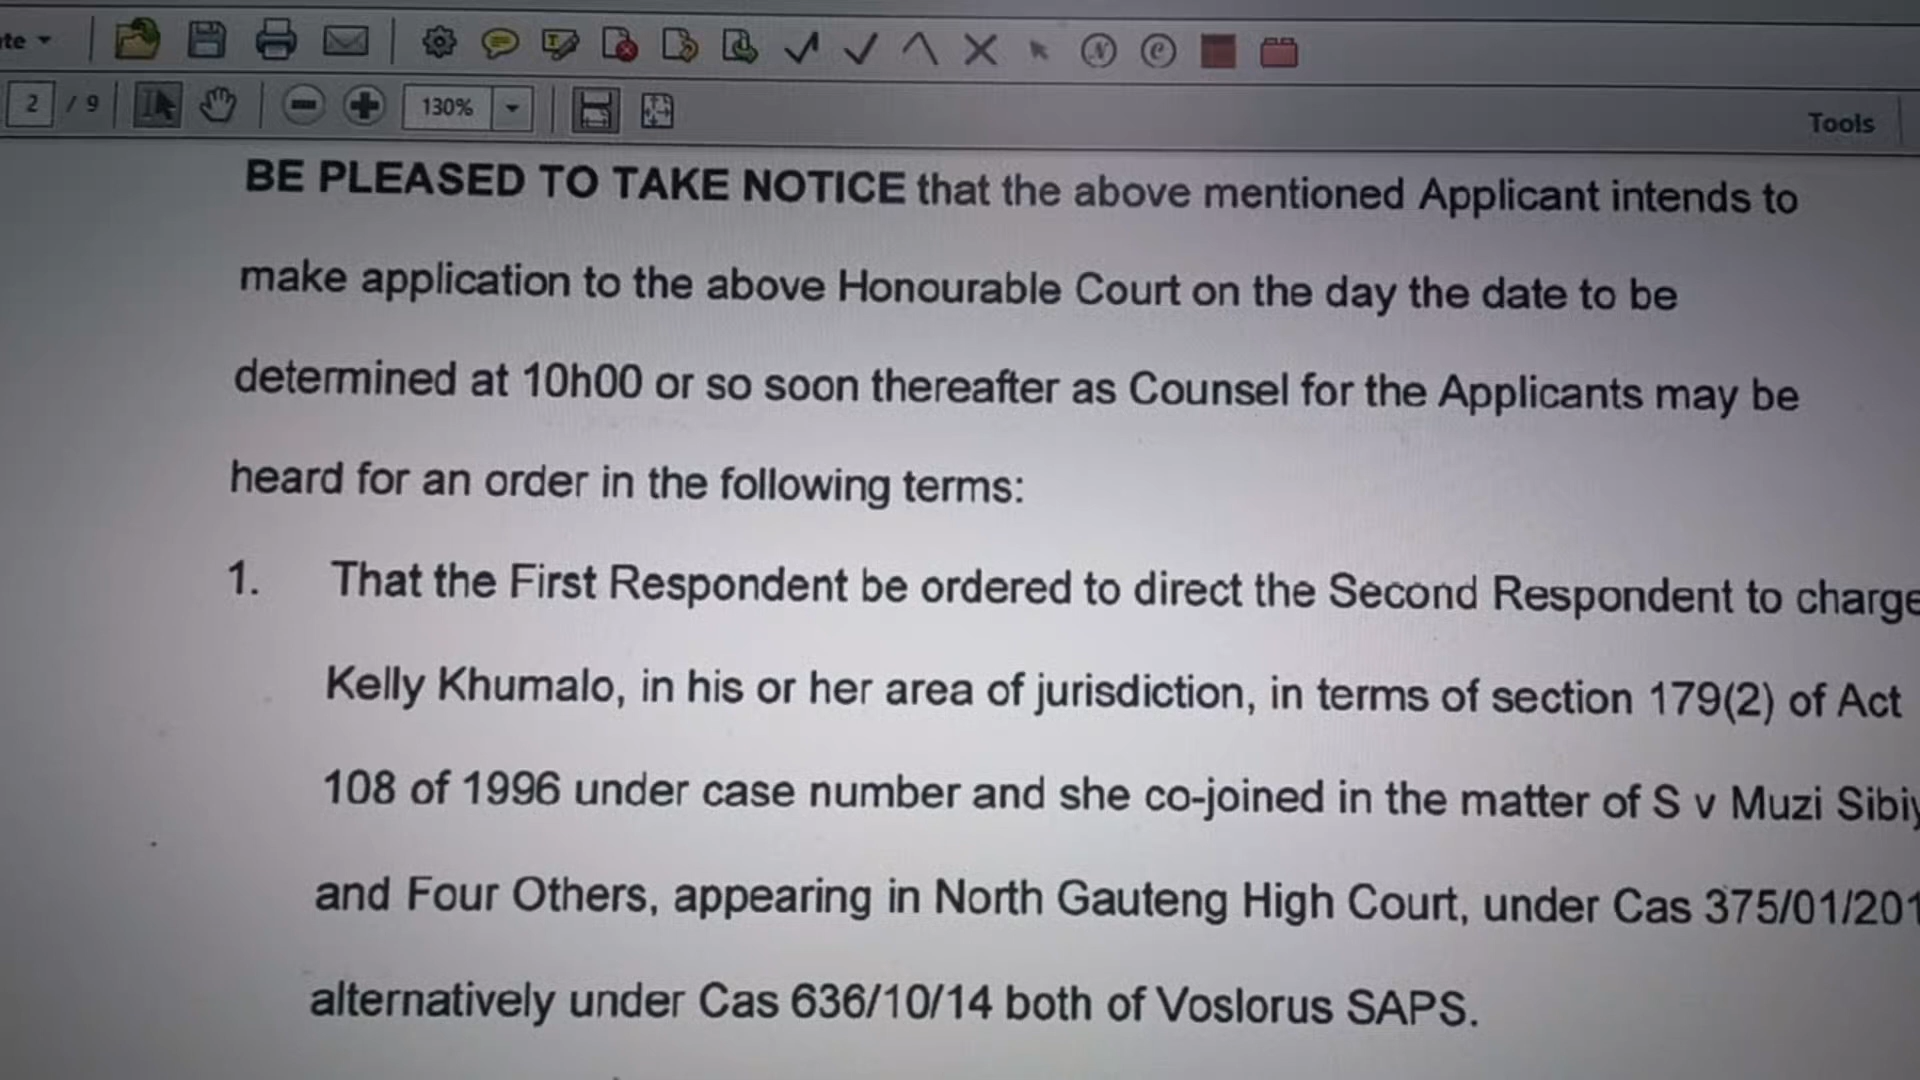 te
2 / 9
130%
Tools
BE PLEASED TO TAKE NOTICE that the above mentioned Applicant intends to
make application to the above Honourable Court on the day the date to be
determined at 10h00 or so soon thereafter as Counsel for the Applicants may be
heard for an order in the following terms:
1. That the First Respondent be ordered to direct the Second Respondent to charge
Kelly Khumalo, in his or her area of jurisdiction, in terms of section 179(2) of Act
108 of 1996 under case number and she co-joined in the matter of S v Muzi Sibiy
and Four Others, appearing in North Gauteng High Court, under Cas 375/01/201
alternatively under Cas 636/10/14 both of Voslorus SAPS.